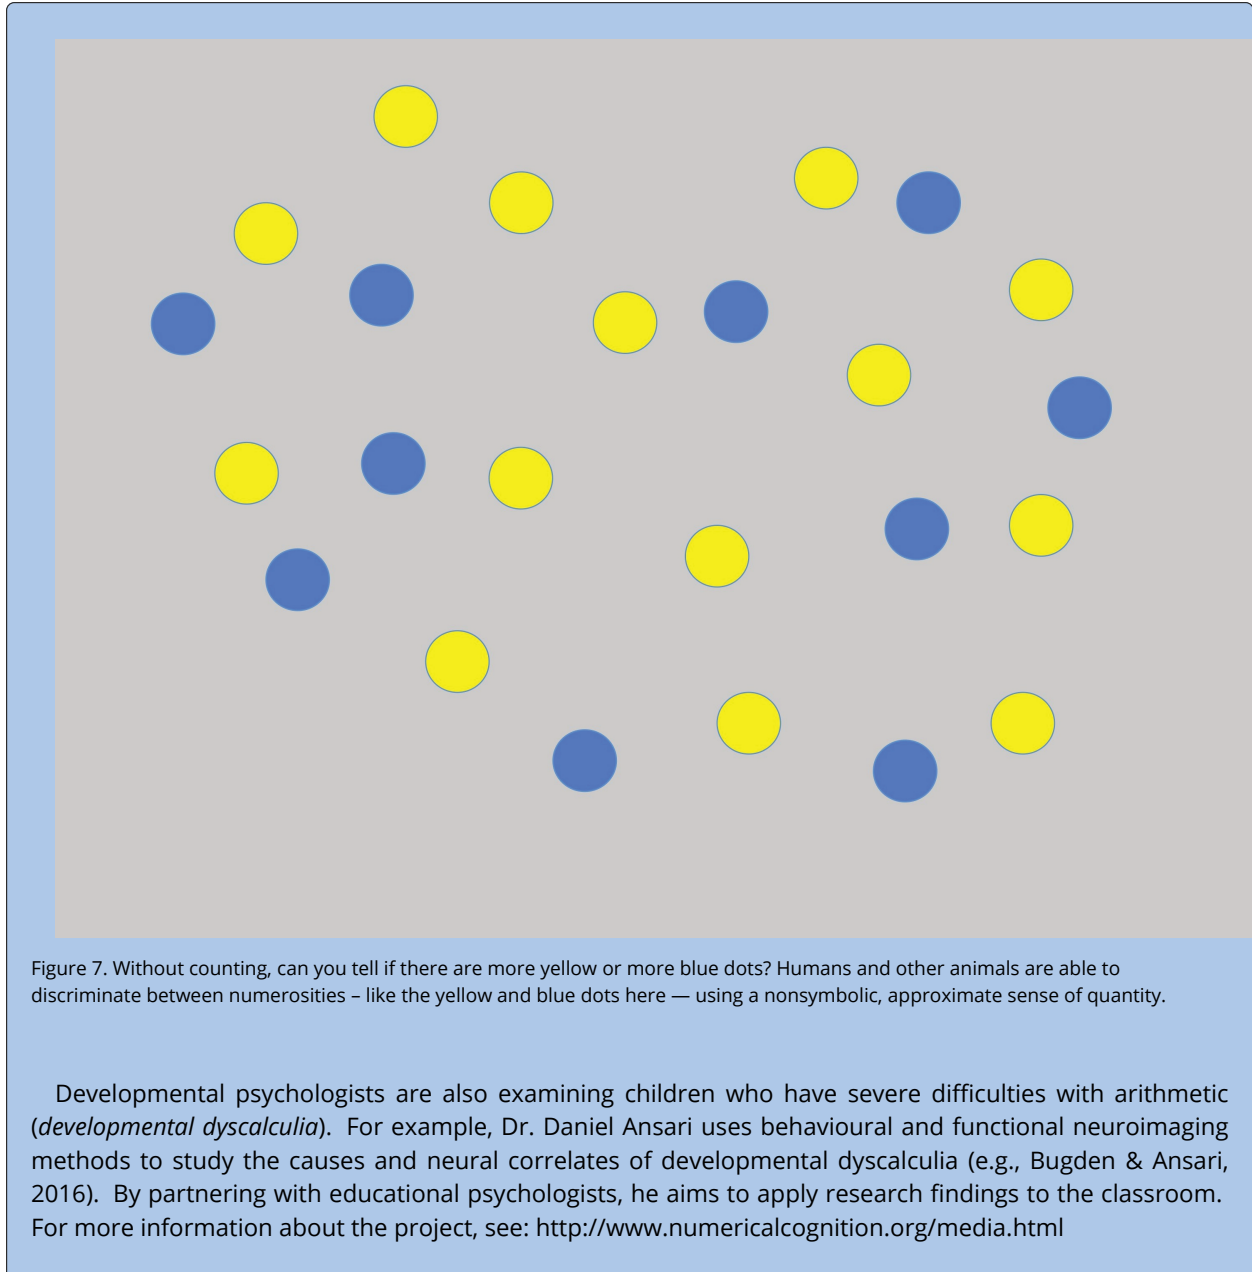 Figure 7. Without counting, can you tell if there are more yellow or more blue dots? Humans and other animals are able to
discriminate between numerosities – like the yellow and blue dots here — using a nonsymbolic, approximate sense of quantity.
Developmental psychologists are also examining children who have severe difficulties with arithmetic
(developmental dyscalculia). For example, Dr. Daniel Ansari uses behavioural and functional neuroimaging
methods to study the causes and neural correlates of developmental dyscalculia (e.g., Bugden & Ansari,
2016). By partnering with educational psychologists, he aims to apply research findings to the classroom.
For more information about the project, see: http://www.numericalcognition.org/media.html